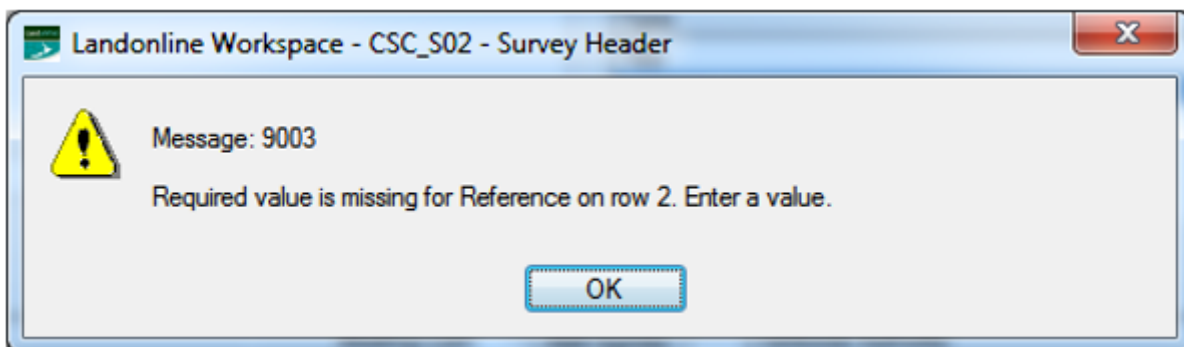 Landonline Workspace - CSC_S02 - Survey Header
Message: 9003
Required value is missing for Reference on row 2. Enter a value.
OK